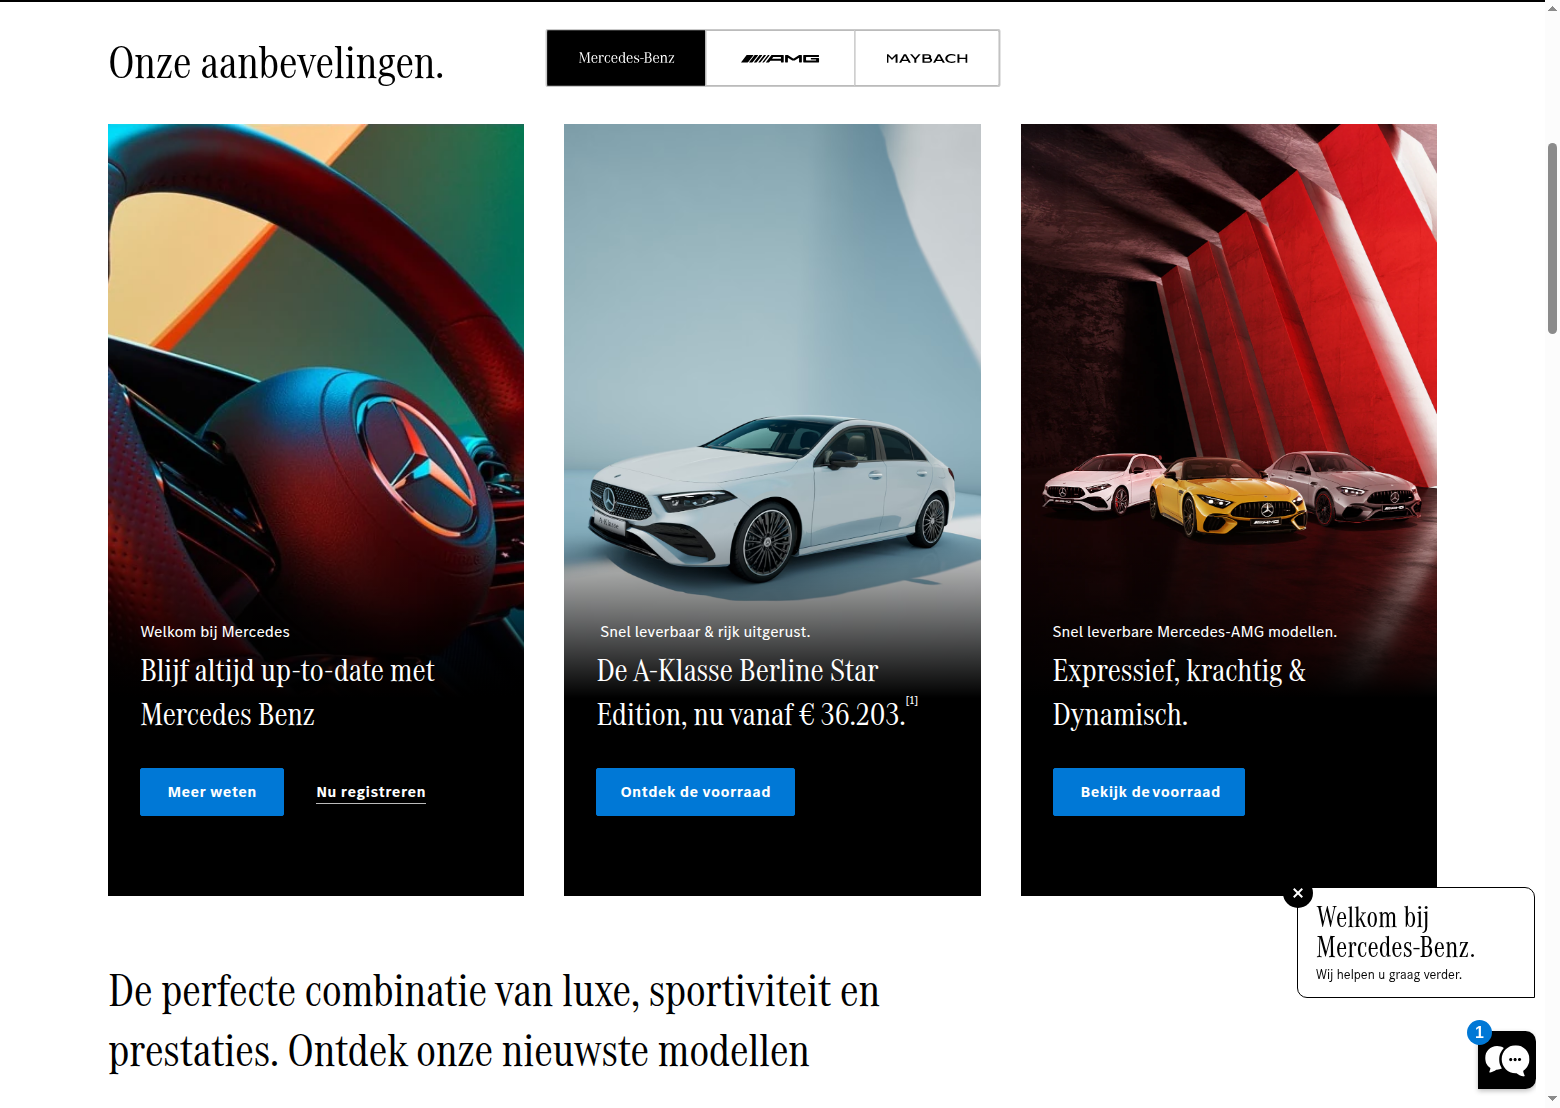 Onze aanbevelingen.
Mercedes-Benz
AMG
MAYBACH
Welkom bij Mercedes
Blijf altijd up-to-date met
Mercedes Benz
Meer weten
Nu registreren
A-Klasse
Snel leverbaar & rijk uitgerust.
De A-Klasse Berline Star
Edition, nu vanaf € 36.203.[1]
Ontdek de voorraad
Snel leverbare Mercedes-AMG modellen.
Expressief, krachtig &
Dynamisch.
Bekijk de voorraad
Welkom bij
Mercedes-Benz.
Wij helpen u graag verder.
1
De perfecte combinatie van luxe, sportiviteit en
prestaties. Ontdek onze nieuwste modellen